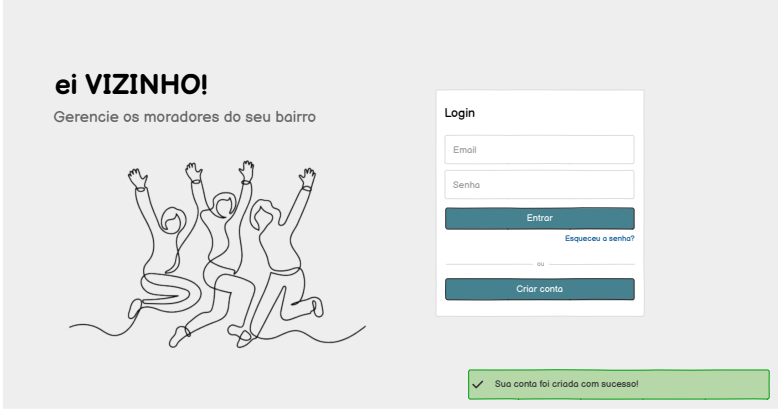 ei VIZINHO!
Gerencie os moradores do seu bairro
Login
Email
Senha
Entrar
Esqueceu a senha?
ou
Criar conta
Sua conta foi criada com sucesso!